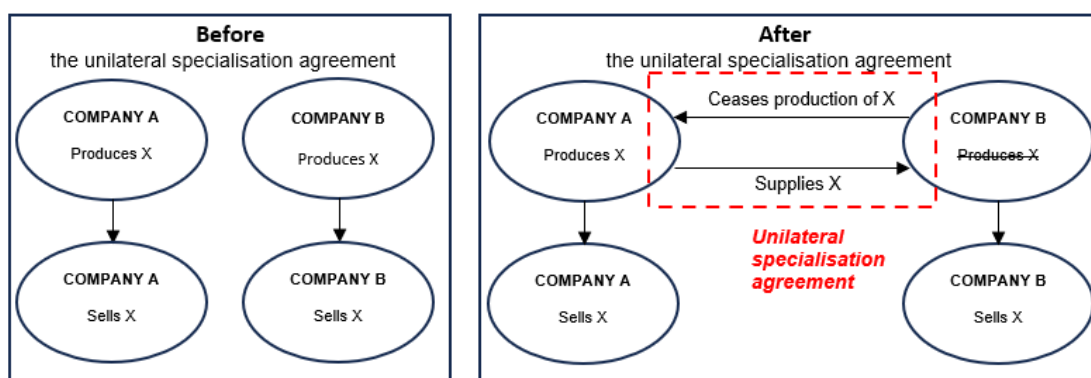 Before
the unilateral specialisation agreement
COMPANY A
Produces X
COMPANY B
Produces X
COMPANY A
Sells X
COMPANY B
Sells X
After
the unilateral specialisation agreement
COMPANY A
Produces X
Ceases production of X
Supplies X
COMPANY B
Produces X
Unilateral
specialisation
agreement
COMPANY A
Sells X
COMPANY B
Sells X